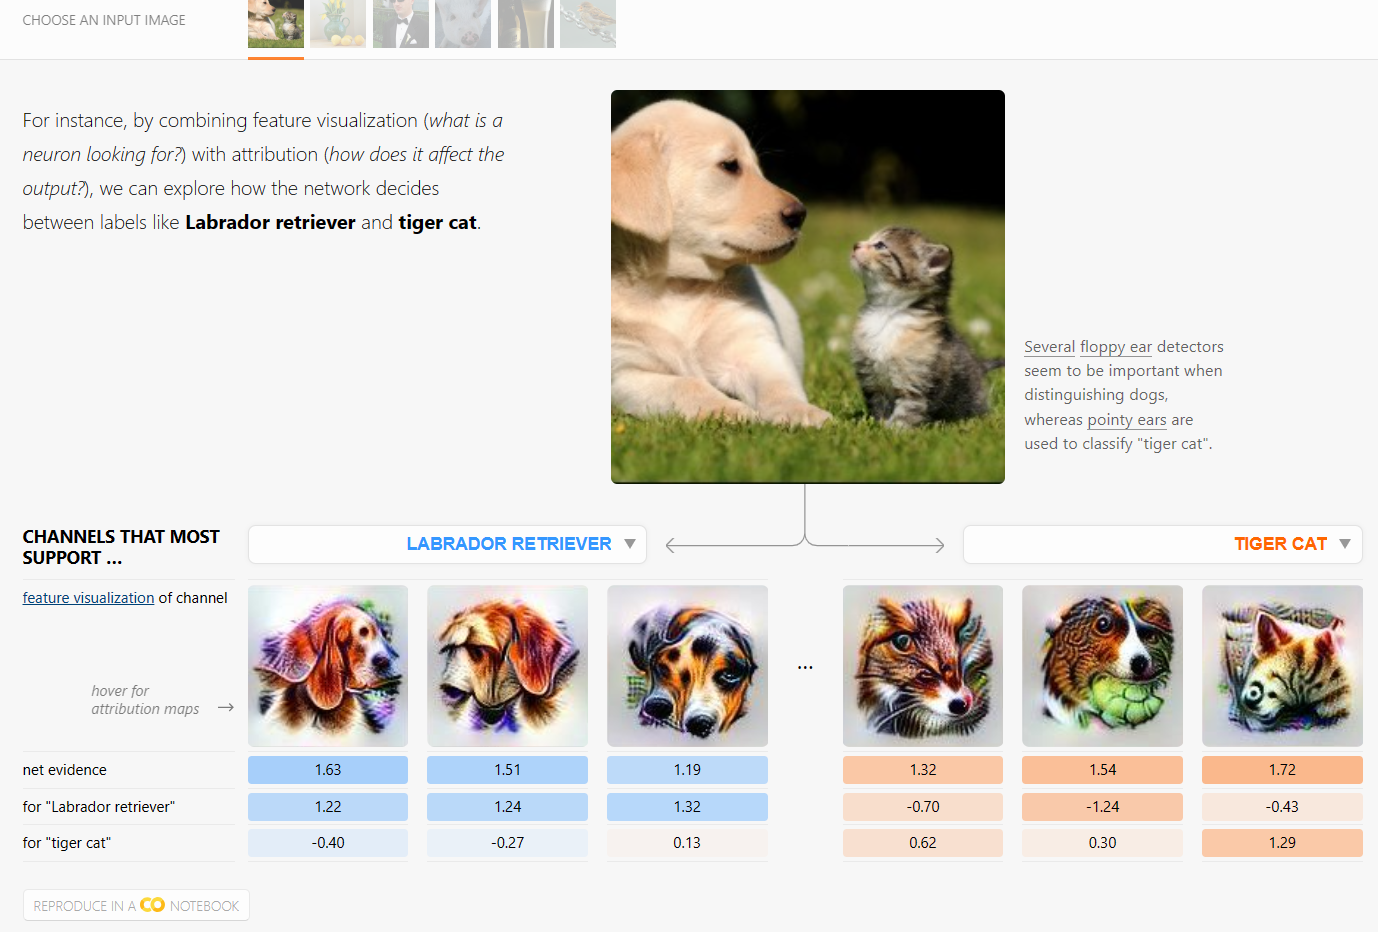 CHOOSE AN INPUT IMAGE
For instance, by combining feature visualization (what is a
neuron looking for?) with attribution (how does it affect the
output?), we can explore how the network decides
between labels like Labrador retriever and tiger cat.
Several floppy ear detectors
seem to be important when
distinguishing dogs,
whereas pointy ears are
used to classify "tiger cat".
CHANNELS THAT MOST
SUPPORT ...
LABRADOR RETRIEVER
TIGER CAT
feature visualization of channel
hover for
attribution maps →
...
net evidence 1.63 1.51 1.19 1.32 1.54 1.72
for "Labrador retriever" 1.22 1.24 1.32 -0.70 -1.24 -0.43
for "tiger cat" -0.40 -0.27 0.13 0.62 0.30 1.29
REPRODUCE IN A CO NOTEBOOK